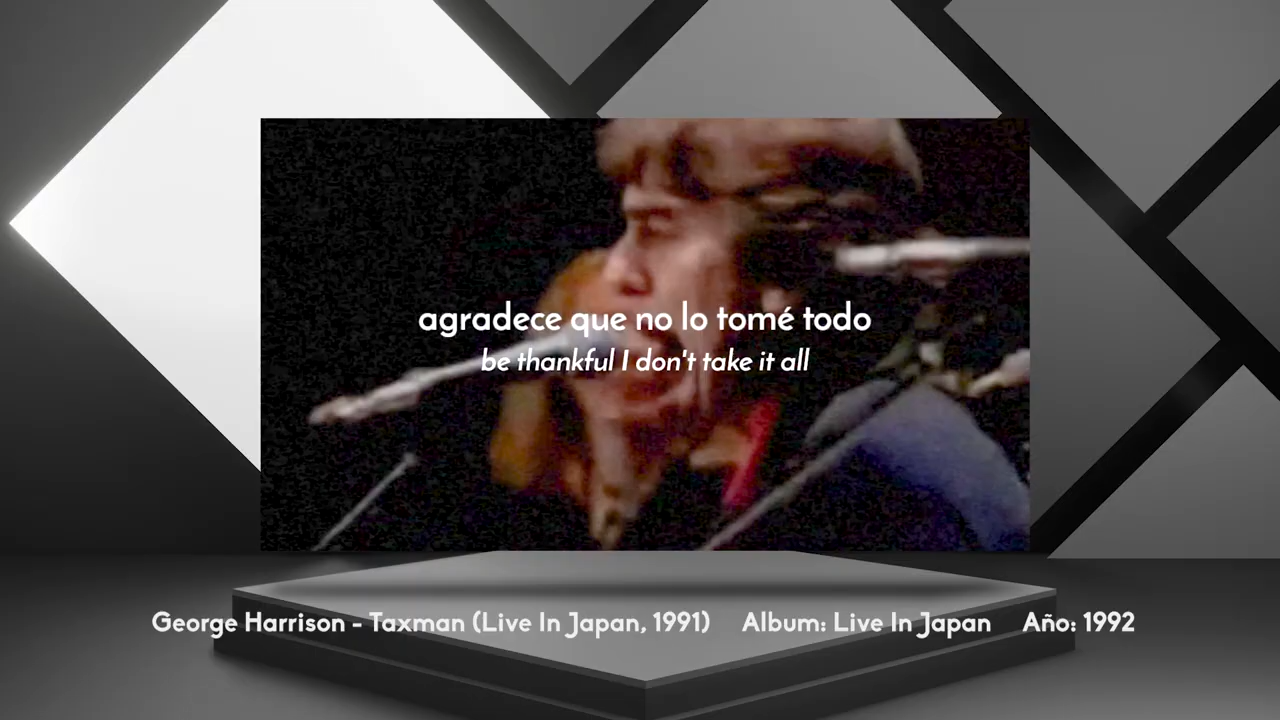 agradece que no lo tomé todo
be thankful I don't take it all
George Harrison - Taxman (Live In Japan, 1991) Album: Live In Japan Año: 1992